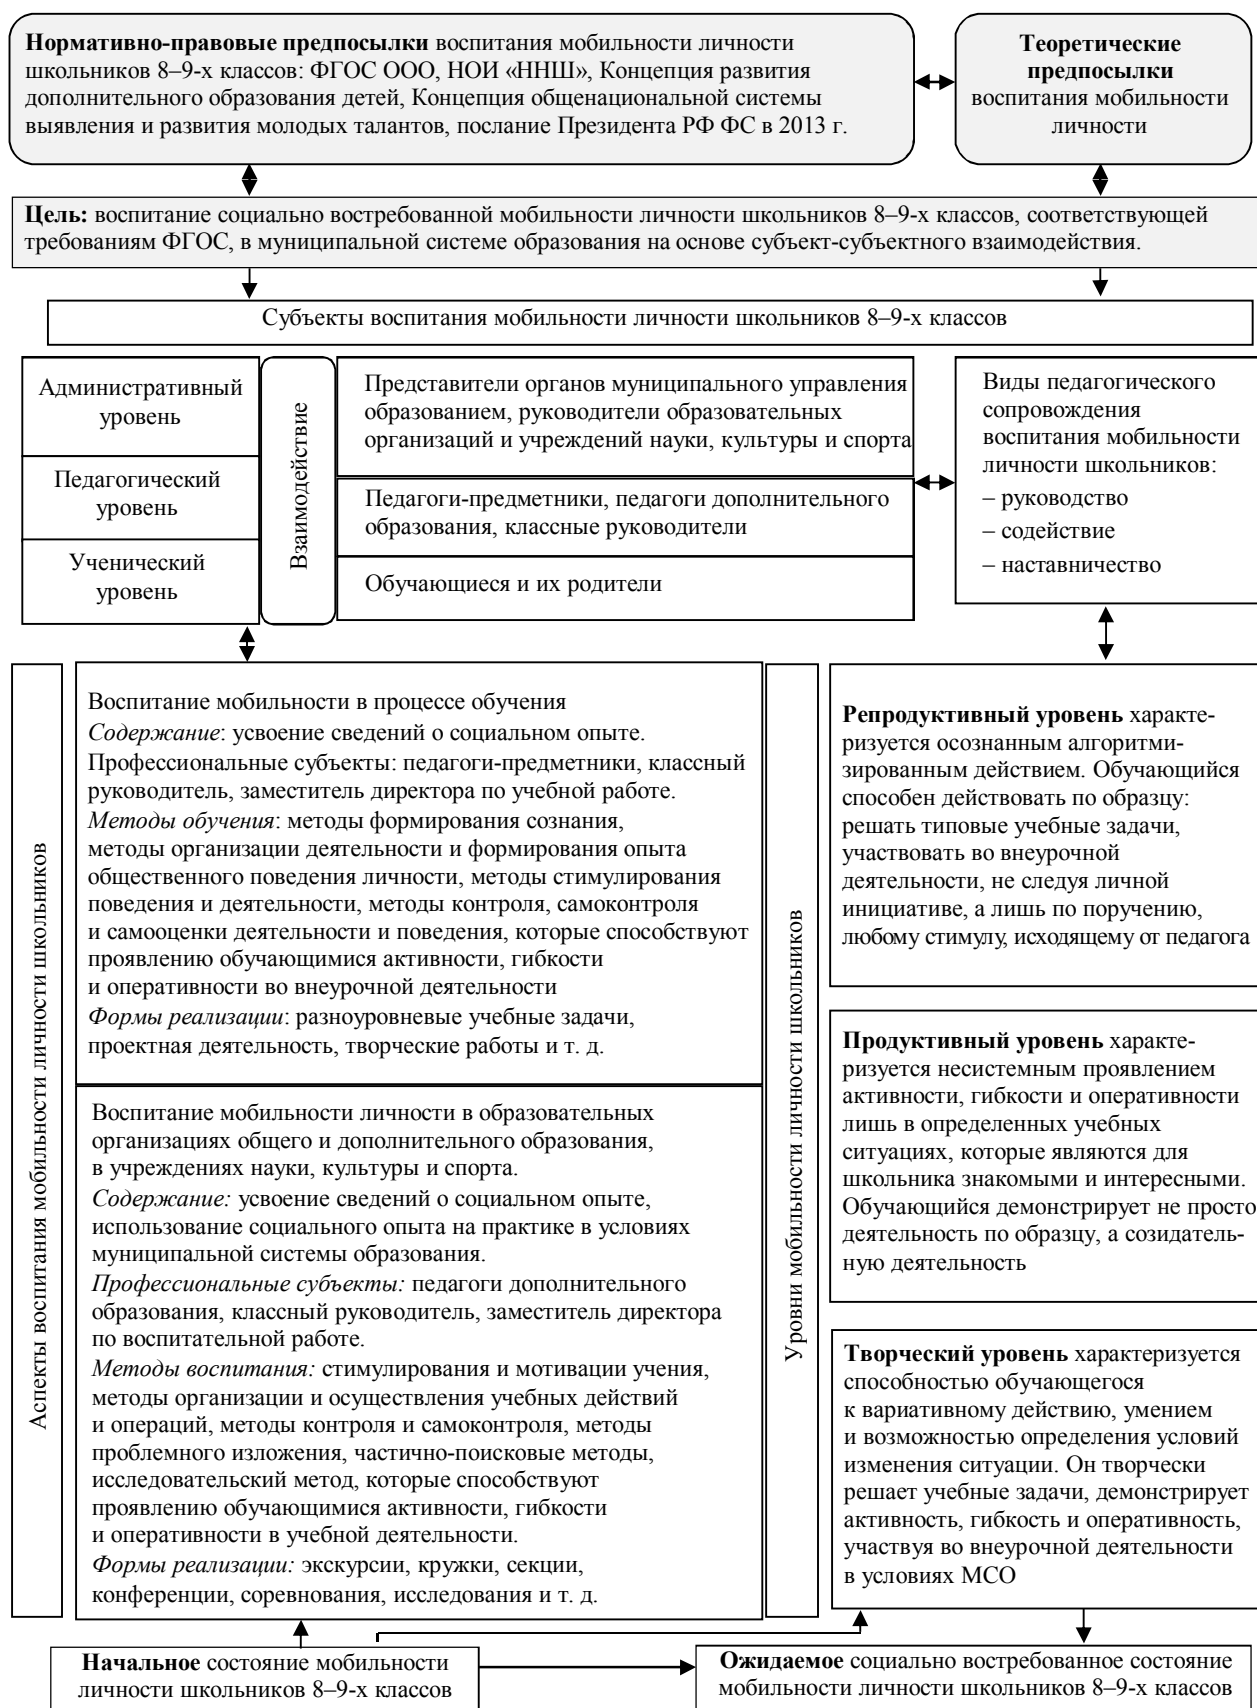 Нормативно-правовые предпосылки воспитания мобильности личности
школьников 8–9-х классов: ФГОС ООО, НОИ «ННШ», Концепция развития
дополнительного образования детей, Концепция общенациональной системы
выявления и развития молодых талантов, послание Президента РФ ФС в 2013 г.
Теоретические
предпосылки
воспитания мобильности
личности
Цель: воспитание социально востребованной мобильности личности школьников 8–9-х классов, соответствующей
требованиям ФГОС, в муниципальной системе образования на основе субъект-субъектного взаимодействия.
Субъекты воспитания мобильности личности школьников 8–9-х классов
Административный
уровень
Педагогический
уровень
Ученический
уровень
Взаимодействие
Представители органов муниципального управления
образованием, руководители образовательных
организаций и учреждений науки, культуры и спорта
Педагоги-предметники, педагоги дополнительного
образования, классные руководители
Обучающиеся и их родители
Виды педагогического
сопровождения
воспитания мобильности
личности школьников:
– руководство
– содействие
– наставничество
Аспекты воспитания мобильности личности школьников
Воспитание мобильности в процессе обучения
Содержание: усвоение сведений о социальном опыте.
Профессиональные субъекты: педагоги-предметники, классный
руководитель, заместитель директора по учебной работе.
Методы обучения: методы формирования сознания,
методы организации деятельности и формирования опыта
общественного поведения личности, методы стимулирования
поведения и деятельности, методы контроля, самоконтроля
и самооценки деятельности и поведения, которые способствуют
проявлению обучающимися активности, гибкости
и оперативности во внеурочной деятельности
Формы реализации: разноуровневые учебные задачи,
проектная деятельность, творческие работы и т. д.
Воспитание мобильности личности в образовательных
организациях общего и дополнительного образования,
в учреждениях науки, культуры и спорта.
Содержание: усвоение сведений о социальном опыте,
использование социального опыта на практике в условиях
муниципальной системы образования.
Профессиональные субъекты: педагоги дополнительного
образования, классный руководитель, заместитель директора
по воспитательной работе.
Методы воспитания: стимулирования и мотивации учения,
методы организации и осуществления учебных действий
и операций, методы контроля и самоконтроля, методы
проблемного изложения, частично-поисковые методы,
исследовательский метод, которые способствуют
проявлению обучающимися активности, гибкости
и оперативности в учебной деятельности.
Формы реализации: экскурсии, кружки, секции,
конференции, соревнования, исследования и т. д.
Уровни мобильности личности школьников
Репродуктивный уровень характе-
ризуется осознанным алгоритми-
зированным действием. Обучающийся
способен действовать по образцу:
решать типовые учебные задачи,
участвовать во внеурочной
деятельности, не следуя личной
инициативе, а лишь по поручению,
любому стимулу, исходящему от педагога
Продуктивный уровень характе-
ризуется несистемным проявлением
активности, гибкости и оперативности
лишь в определенных учебных
ситуациях, которые являются для
школьника знакомыми и интересными.
Обучающийся демонстрирует не просто
деятельность по образцу, а созидатель-
ную деятельность
Творческий уровень характеризуется
способностью обучающегося
к вариативному действию, умением
и возможностью определения условий
изменения ситуации. Он творчески
решает учебные задачи, демонстрирует
активность, гибкость и оперативность,
участвуя во внеурочной деятельности
в условиях МСО
Начальное состояние мобильности
личности школьников 8–9-х классов
Ожидаемое социально востребованное состояние
мобильности личности школьников 8–9-х классов